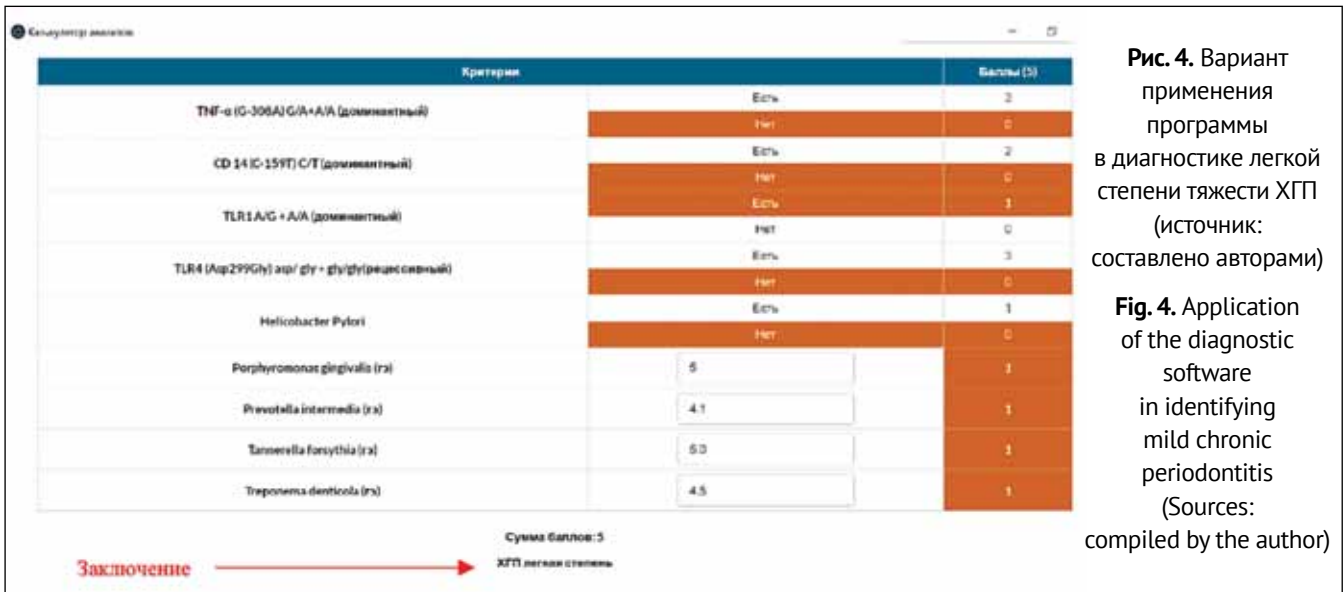 Калькулятор анализов
Критерии Баллы (5)
TNF-α (G-308A) G/A+A/A (доминантный)
Есть 2
Нет 0
CD 14 (C-159T) C/T (доминантный)
Есть 2
Нет 0
TLR1 A/G + A/A (доминантный)
Есть 1
Нет 0
TLR4 (Asp299Gly) asp/ gly + gly/gly(рецессивный)
Есть 3
Нет 0
Helicobacter Pylori
Есть 1
Нет 0
Porphyromonas gingivalis (гэ) 5 1
Prevotella intermedia (гэ) 4.1 1
Tannerella forsythia (гэ) 5.0 1
Treponema denticola (гэ) 4.5 1
Сумма баллов: 5
Заключение ХГП легкая степень
Рис. 4. Вариант
применения
программы
в диагностике легкой
степени тяжести ХГП
(источник:
составлено авторами)
Fig. 4. Application
of the diagnostic
software
in identifying
mild chronic
periodontitis
(Sources:
compiled by the author)